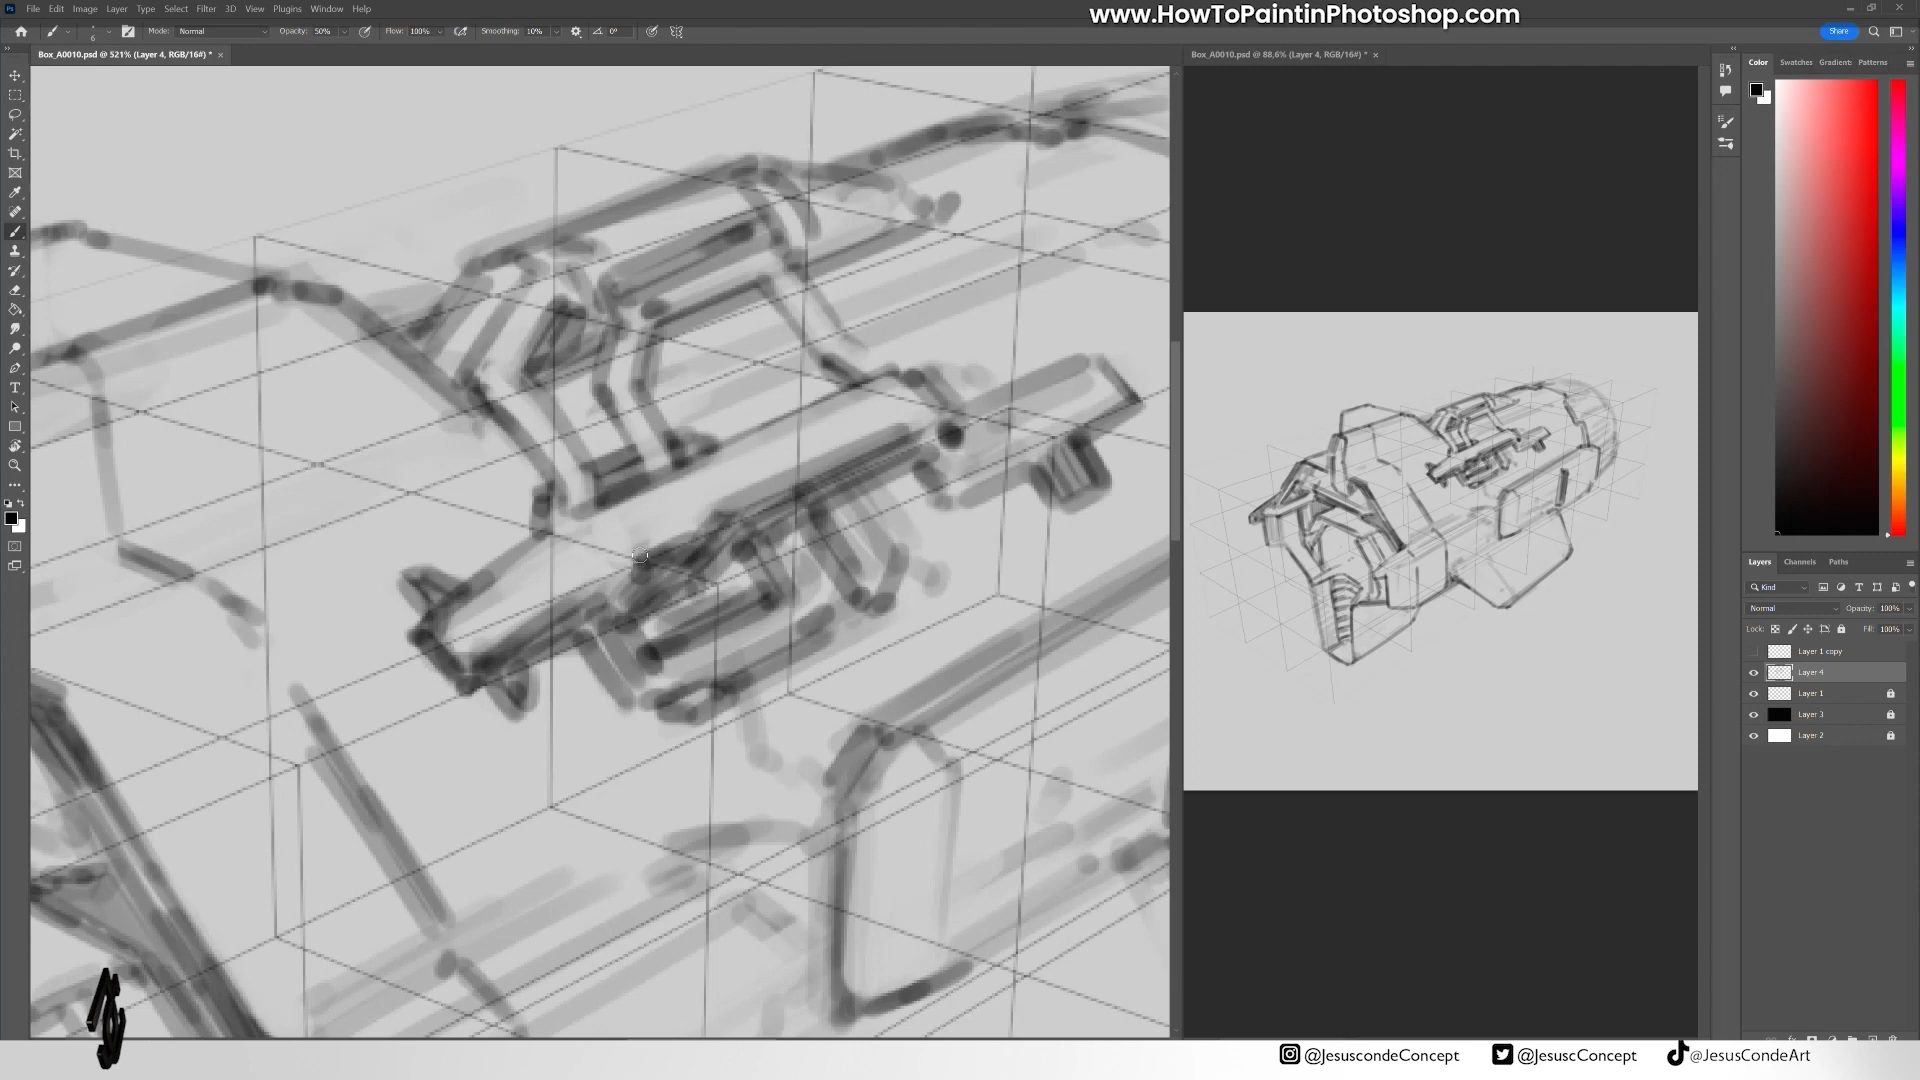 File Edit Image Layer Type Select Filter 3D View Plugins Window Help
www.HowToPaintinPhotoshop.com
6 Mode: Normal Opacity: 50% Flow: 100% Smoothing: 10% 0° Share
Box_A0010.psd @ 521% (Layer 4, RGB/16#) *
Box_A0010.psd @ 88,6% (Layer 4, RGB/16#) *
Color Swatches Gradients Patterns
Layers Channels Paths
Kind
Normal Opacity: 100%
Lock: Fill: 100%
Layer 1 copy
Layer 4
Layer 1
Layer 3
Layer 2
@JesuscondeConcept @JesuscConcept @JesusCondeArt